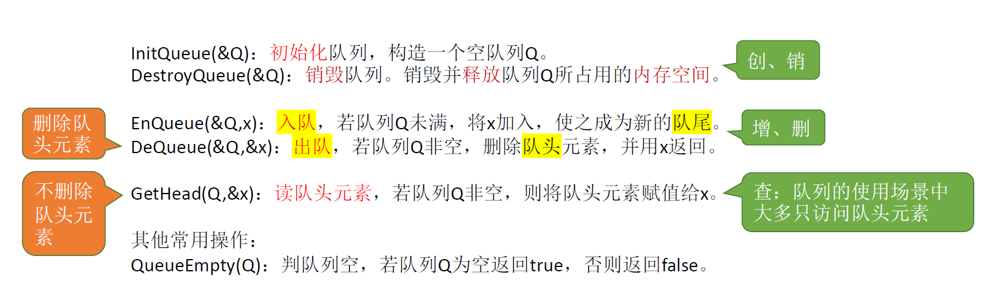 InitQueue(&Q)：初始化队列，构造一个空队列Q。
DestroyQueue(&Q)：销毁队列。销毁并释放队列Q所占用的内存空间。
创、销
删除队
头元素
EnQueue(&Q,x)：入队，若队列Q未满，将x加入，使之成为新的队尾。
DeQueue(&Q,&x)：出队，若队列Q非空，删除队头元素，并用x返回。
增、删
不删除
队头元
素
GetHead(Q,&x)：读队头元素，若队列Q非空，则将队头元素赋值给x。
查：队列的使用场景中
大多只访问队头元素
其他常用操作：
QueueEmpty(Q)：判队列空，若队列Q为空返回true，否则返回false。